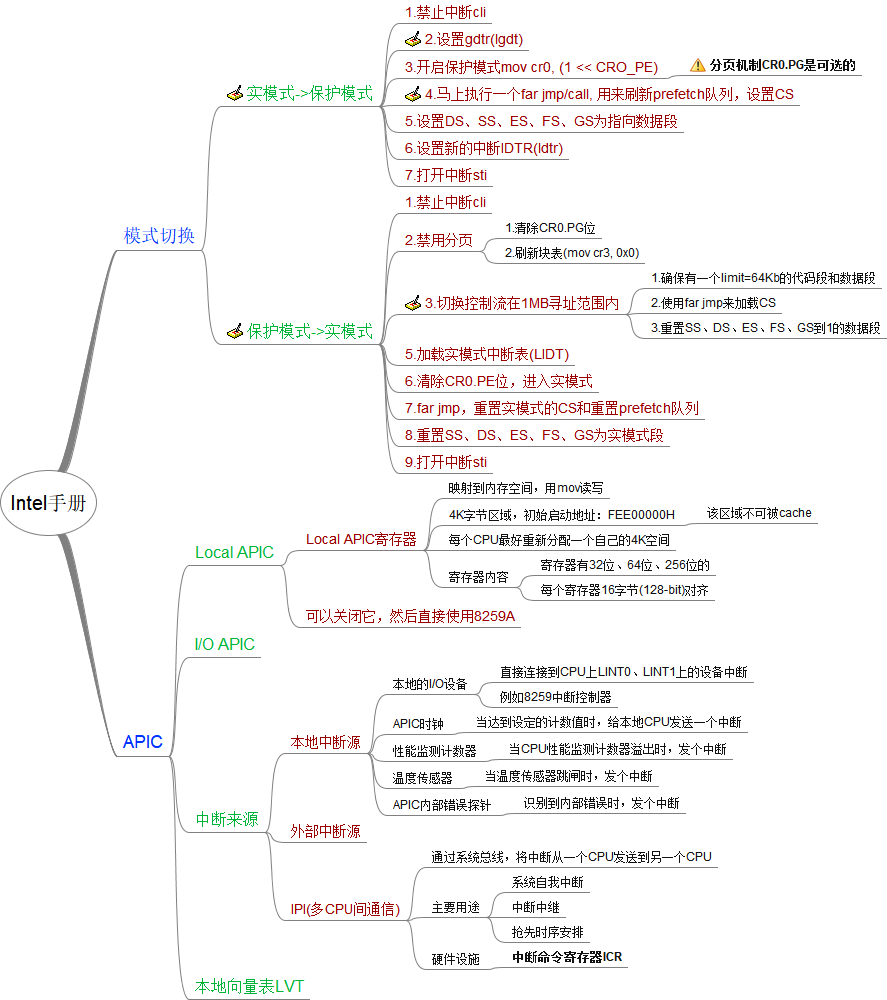 Intel手册
模式切换
实模式->保护模式
1.禁止中断cli
2.设置gdtr(lgdt)
3.开启保护模式mov cr0, (1 << CRO_PE)
分页机制CR0.PG是可选的
4.马上执行一个far jmp/call, 用来刷新prefetch队列，设置CS
5.设置DS、SS、ES、FS、GS为指向数据段
6.设置新的中断IDTR(ldtr)
7.打开中断sti
保护模式->实模式
1.禁止中断cli
2.禁用分页
1.清除CR0.PG位
2.刷新块表(mov cr3, 0x0)
3.切换控制流在1MB寻址范围内
1.确保有一个limit=64Kb的代码段和数据段
2.使用far jmp来加载CS
3.重置SS、DS、ES、FS、GS到1的数据段
5.加载实模式中断表(LIDT)
6.清除CR0.PE位，进入实模式
7.far jmp，重置实模式的CS和重置prefetch队列
8.重置SS、DS、ES、FS、GS为实模式段
9.打开中断sti
APIC
Local APIC
Local APIC寄存器
映射到内存空间，用mov读写
4K字节区域，初始启动地址：FEE00000H
该区域不可被cache
每个CPU最好重新分配一个自己的4K空间
寄存器内容
寄存器有32位、64位、256位的
每个寄存器16字节(128-bit)对齐
可以关闭它，然后直接使用8259A
I/O APIC
中断来源
本地中断源
本地的I/O设备
直接连接到CPU上LINT0、LINT1上的设备中断
例如8259中断控制器
APIC时钟
当达到设定的计数值时，给本地CPU发送一个中断
性能监测计数器
当CPU性能监测计数器溢出时，发个中断
温度传感器
当温度传感器跳闸时，发个中断
APIC内部错误探针
识别到内部错误时，发个中断
外部中断源
IPI(多CPU间通信)
通过系统总线，将中断从一个CPU发送到另一个CPU
主要用途
系统自我中断
中断中继
抢先时序安排
硬件设施
中断命令寄存器ICR
本地向量表LVT